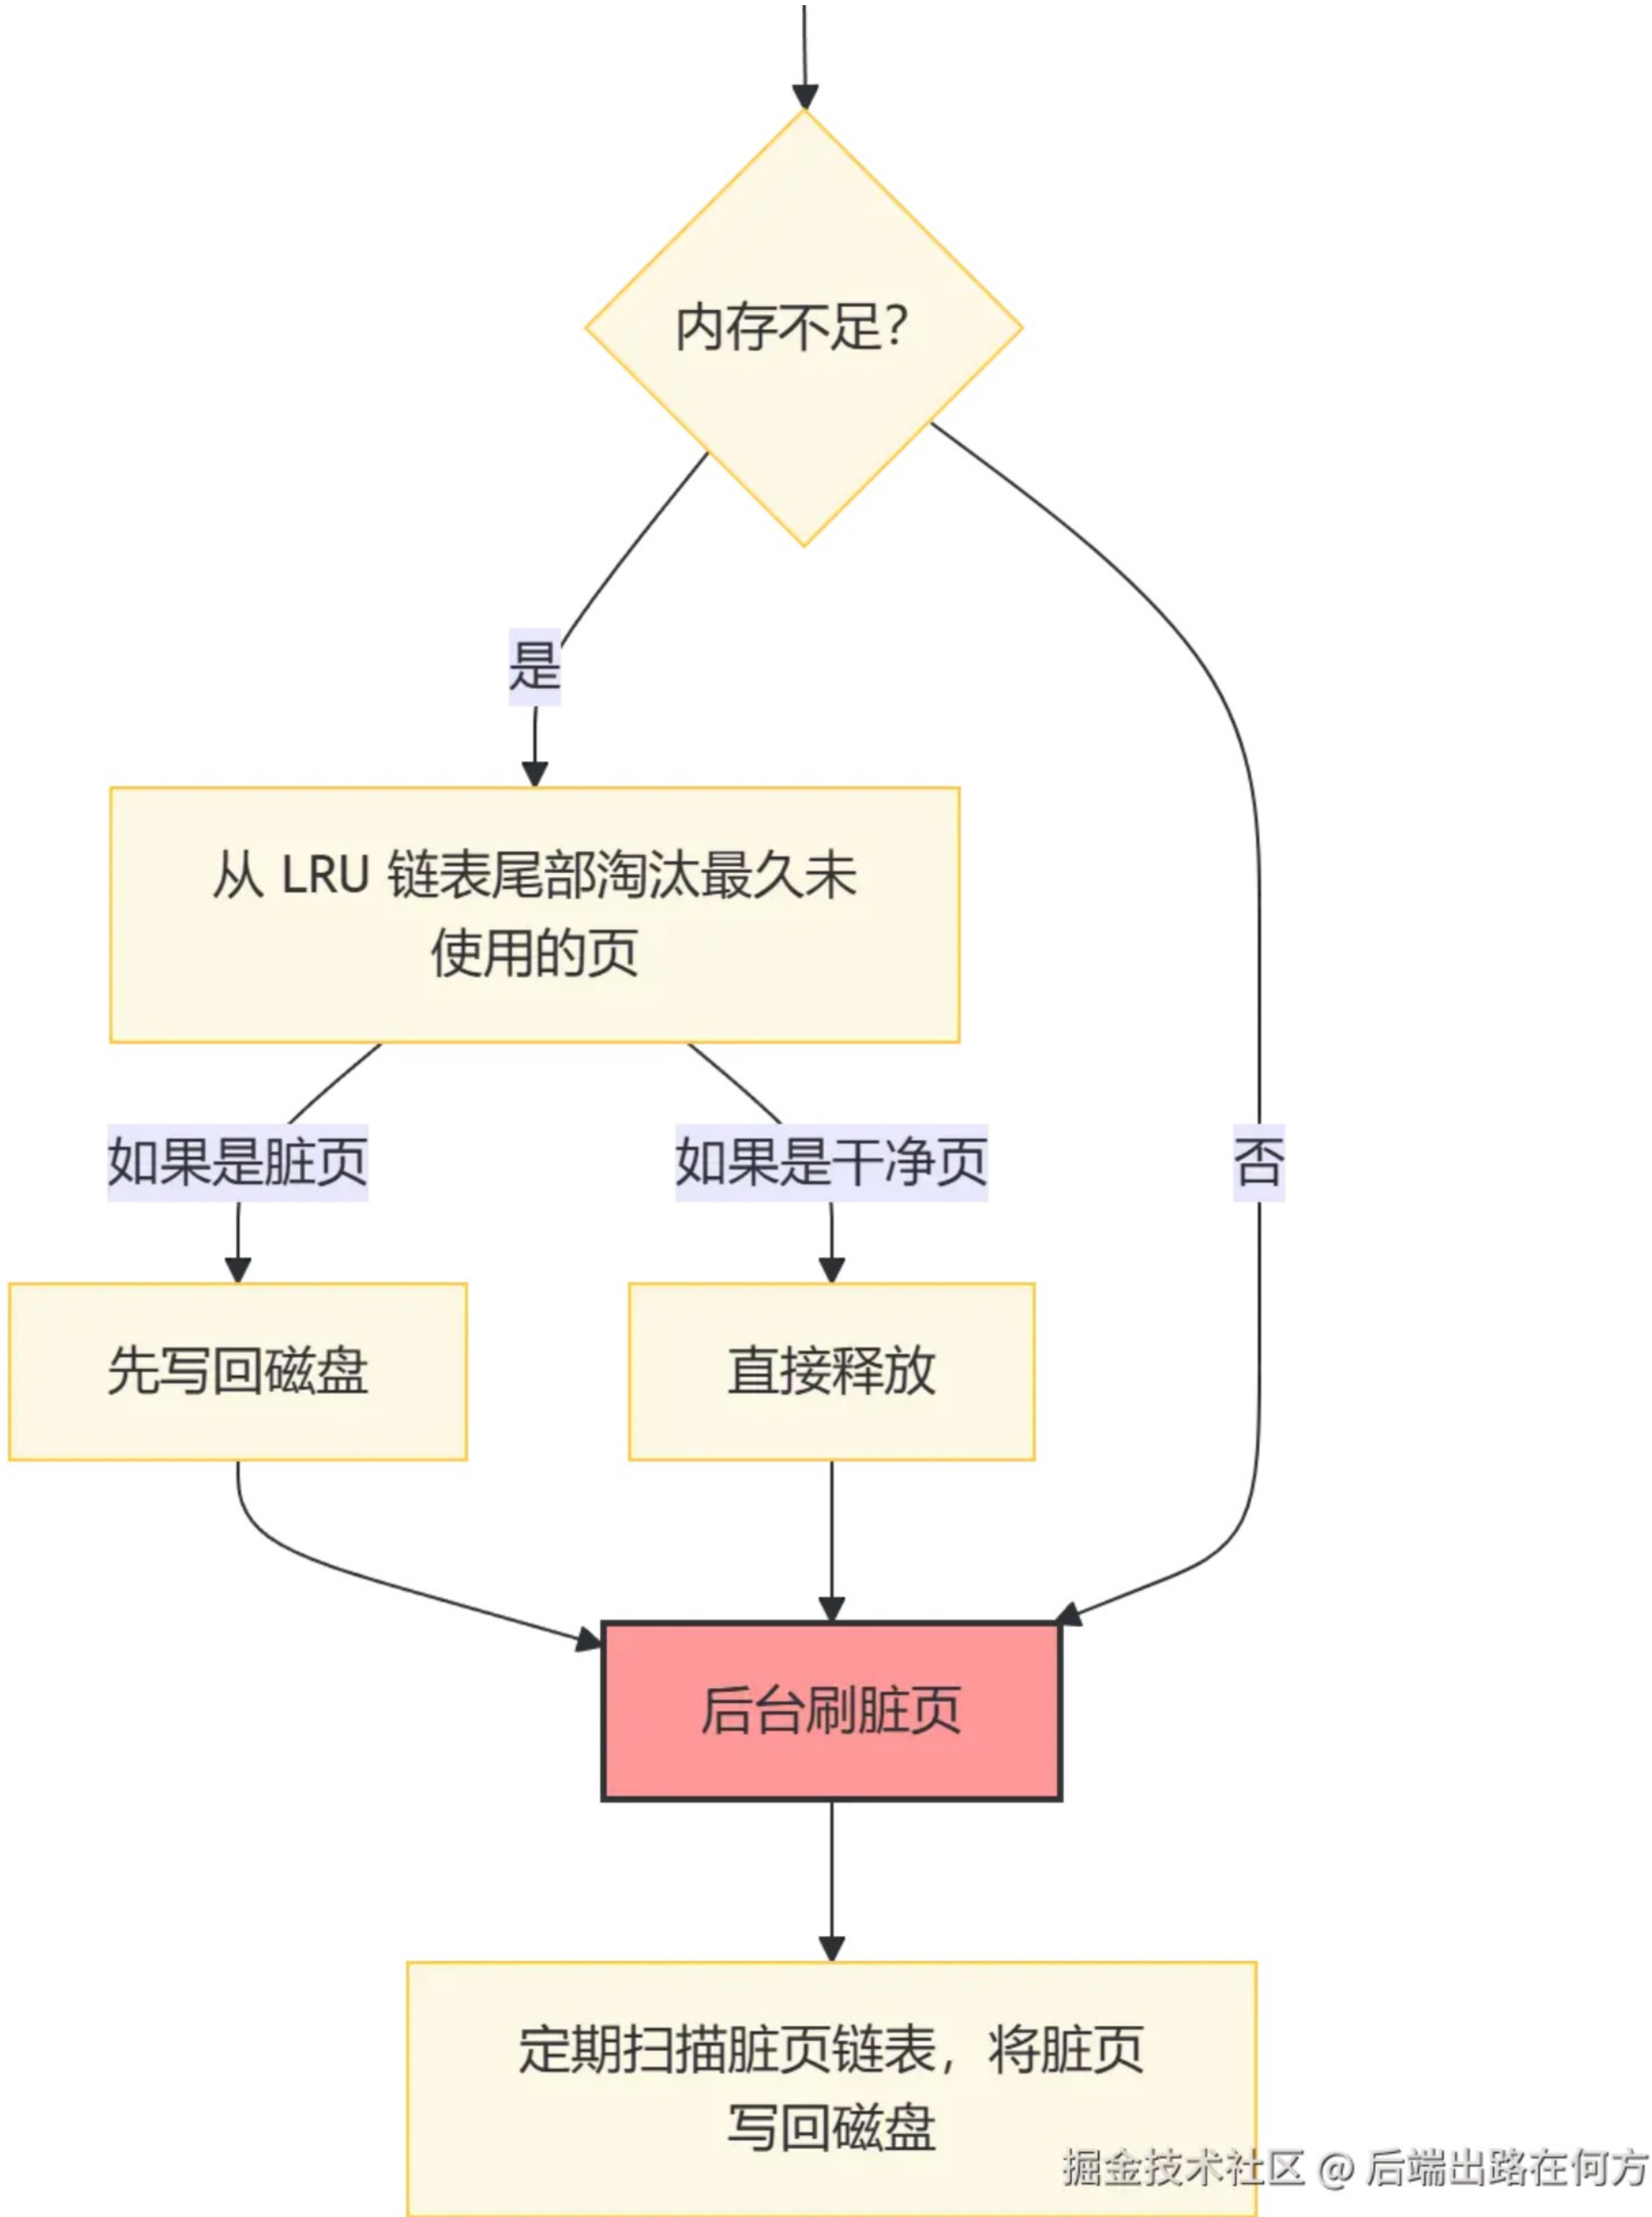 内存不足？
是
从 LRU 链表尾部淘汰最久未
使用的页
如果是脏页
如果是干净页
否
先写回磁盘
直接释放
后台刷脏页
定期扫描脏页链表，将脏页
写回磁盘
掘金技术社区 @ 后端出路在何方